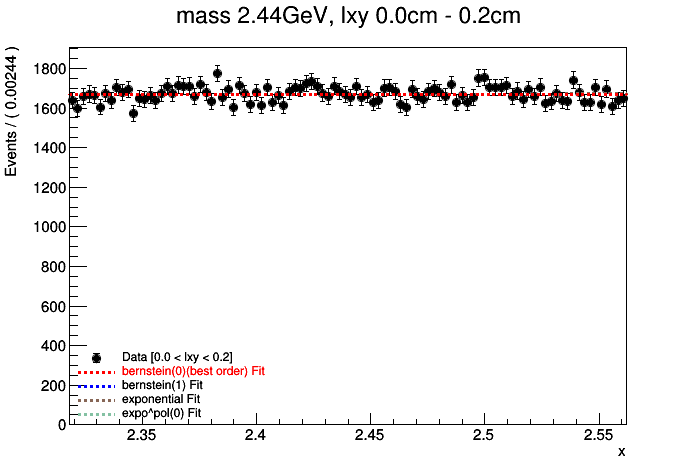 mass 2.44GeV, lxy 0.0cm - 0.2cm
Events / ( 0.00244 )
1800
1600
1400
1200
1000
800
600
400
200
0
Data [0.0 < lxy < 0.2]
bernstein(0)(best order) Fit
bernstein(1) Fit
exponential Fit
expo^pol(0) Fit
2.35
2.4
2.45
2.5
2.55
x